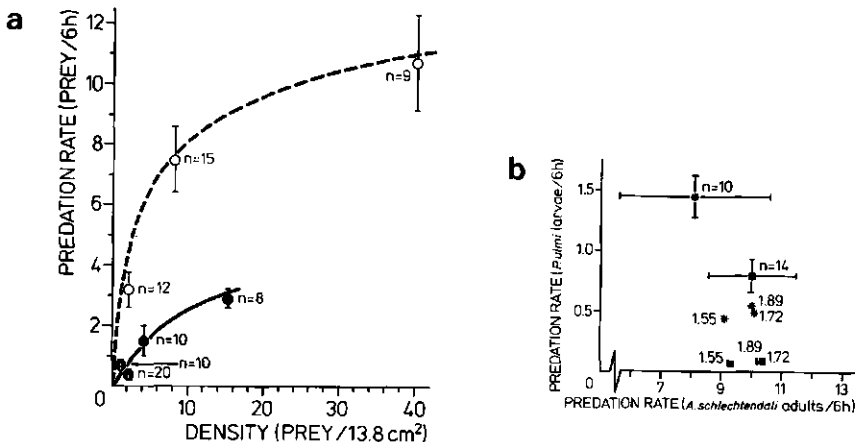 a
PREDATION RATE (PREY/6h)
12
10
8
6
4
3
2
1
0
n=9
n=15
n=12
n=8
n=10
n=10
n=20
0
10
20
30
40
DENSITY (PREY/13.8 cm²)
b
PREDATION RATE (P.ulmi larvae/6h)
1.5
1.0
0.5
0
n=10
n=14
1.89
1.55
1.72
1.89
1.55
1.72
7
9
11
13
PREDATION RATE (A.schlechtendali adults/6h)